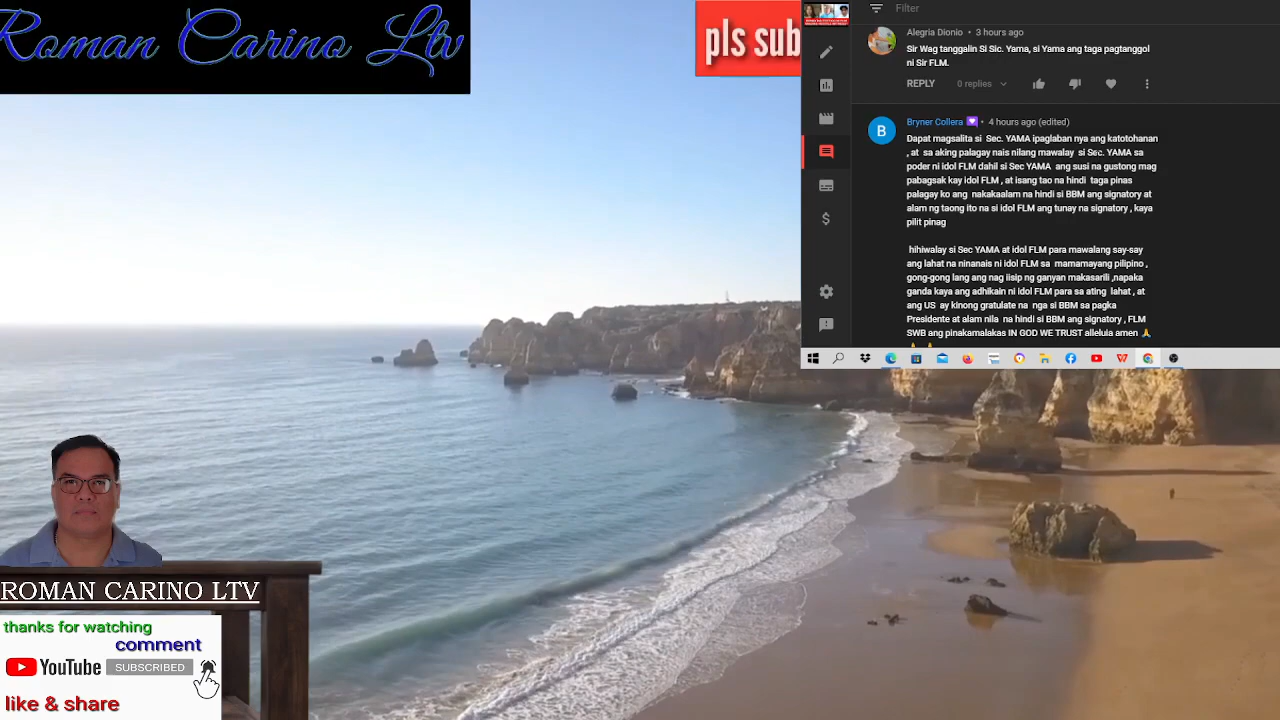 Roman Carino Ltv
pls sub
Filter
Alegria Dionio • 3 hours ago
Sir Wag tanggalin Si Sic. Yama, si Yama ang taga pagtanggol
ni Sir FLM.
REPLY 0 replies
B
Bryner Collera • 4 hours ago (edited)
Dapat magsalita si Sec. YAMA ipaglaban nya ang katotohanan
, at sa aking palagay nais nilang mawalay si Sec. YAMA sa
poder ni idol FLM dahil si Sec YAMA ang susi na gustong mag
pabagsak kay idol FLM , at isang tao na hindi taga pinas
palagay ko ang nakakaalam na hindi si BBM ang signatory at
alam ng taong ito na si idol FLM ang tunay na signatory , kaya
pilit pinag
hihiwalay si Sec YAMA at idol FLM para mawalang say-say
ang lahat na ninanais ni idol FLM sa mamamayang pilipino ,
gong-gong lang ang nag iisip ng ganyan makasarili ,napaka
ganda kaya ang adhikain ni idol FLM para sa ating lahat , at
ang US ay kinong gratulate na nga si BBM sa pagka
Presidente at alam nila na hindi si BBM ang signatory , FLM
SWB ang pinakamalakas IN GOD WE TRUST alleluia amen 🙏
ROMAN CARINO LTV
thanks for watching
comment
YouTube SUBSCRIBED
like & share